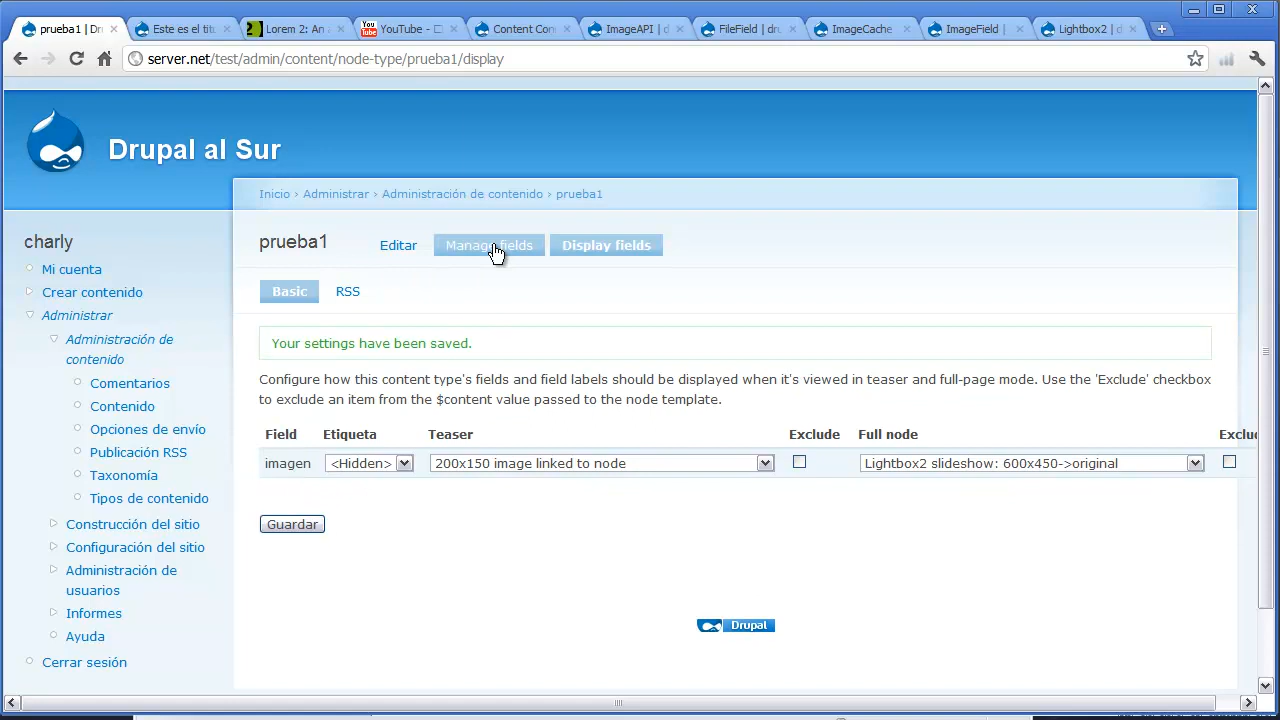 prueba1 | Dr
Este es el titu
Lorem 2: An a
YouTube -
Content Con
ImageAPI | d
FileField | dru
ImageCache
ImageField |
Lightbox2 | d
server.net/test/admin/content/node-type/prueba1/display
Drupal al Sur
Inicio › Administrar › Administración de contenido › prueba1
charly
Mi cuenta
Crear contenido
Administrar
Administración de
contenido
Comentarios
Contenido
Opciones de envío
Publicación RSS
Taxonomía
Tipos de contenido
Construcción del sitio
Configuración del sitio
Administración de
usuarios
Informes
Ayuda
Cerrar sesión
prueba1
Editar
Manage fields
Display fields
Basic
RSS
Your settings have been saved.
Configure how this content type's fields and field labels should be displayed when it's viewed in teaser and full-page mode. Use the 'Exclude' checkbox
to exclude an item from the $content value passed to the node template.
Field Etiqueta Teaser Exclude Full node Exclu
imagen <Hidden> 200x150 image linked to node Lightbox2 slideshow: 600x450->original
Guardar
Drupal